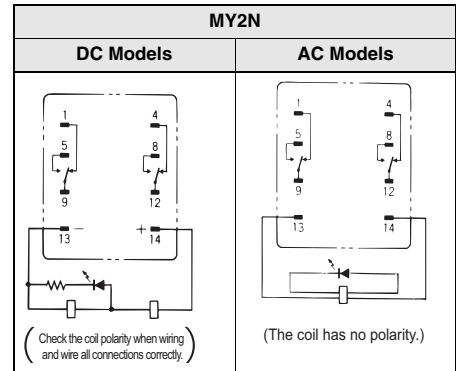 MY2N
DC Models AC Models
1 4
5 8
9 12
13 − + 14
(Check the coil polarity when wiring
and wire all connections correctly.)
1 4
5 8
9 12
13 14
(The coil has no polarity.)